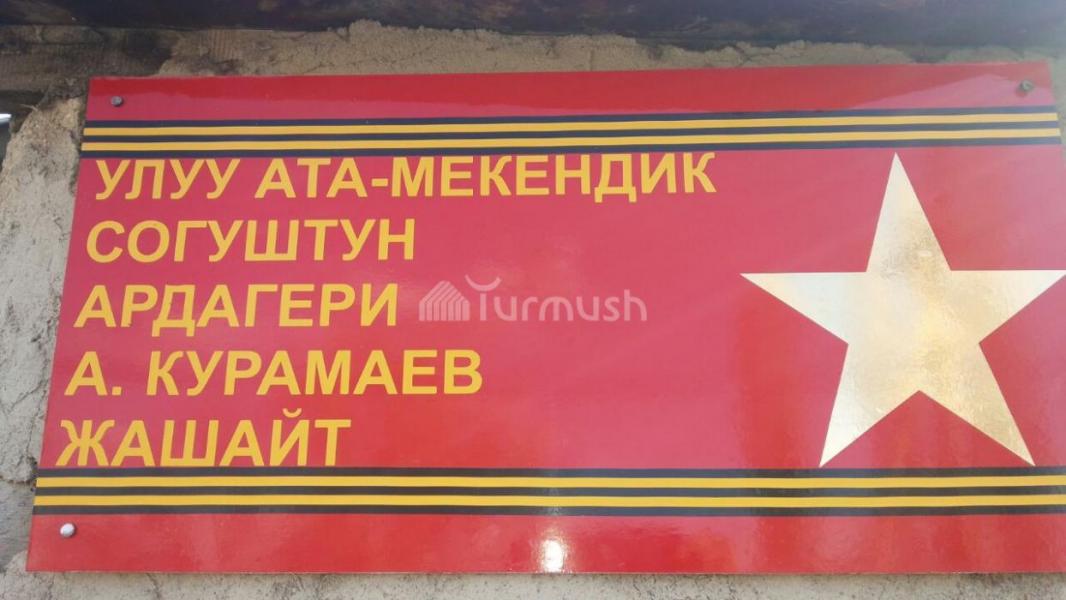 УЛУУ АТА-МЕКЕНДИК
СОГУШТУН
АРДАГЕРИ
А. КУРАМАЕВ
ЖАШАЙТ
Turmush